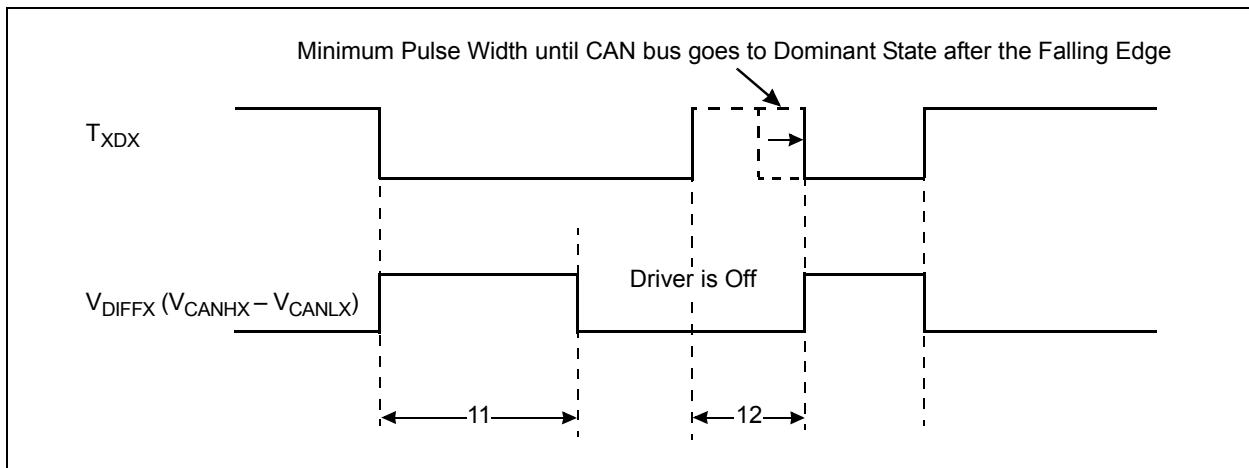 Minimum Pulse Width until CAN bus goes to Dominant State after the Falling Edge
TXDX
Driver is Off
VDIFFX (VCANHX – VCANLX)
11
12